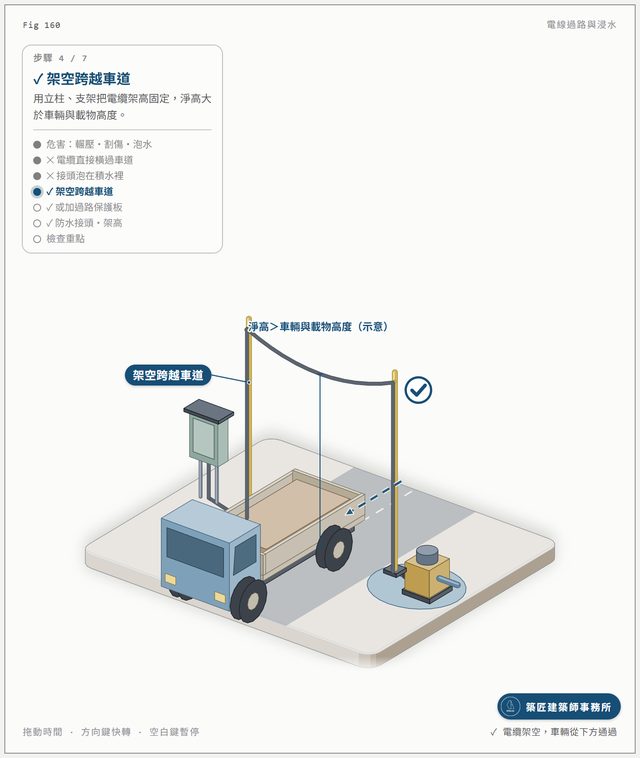 Fig 160
電線過路與浸水
步驟 4 / 7
✓ 架空跨越車道
用立柱、支架把電纜架高固定，淨高大
於車輛與載物高度。
危害：輾壓・割傷・泡水
✕ 電纜直接橫過車道
✕ 接頭泡在積水裡
✓ 架空跨越車道
✓ 或加過路保護板
✓ 防水接頭・架高
檢查重點
淨高＞車輛與載物高度（示意）
架空跨越車道
築匠建築師事務所
拖動時間 · 方向鍵快轉 · 空白鍵暫停
✓ 電纜架空，車輛從下方通過